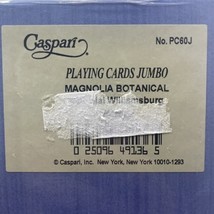 Caspari
No. PC60J
PLAYING CARDS JUMBO
MAGNOLIA BOTANICAL
Williamsburg
0 25096 49136 5
© Caspari, Inc. New York, New York 10010-1293